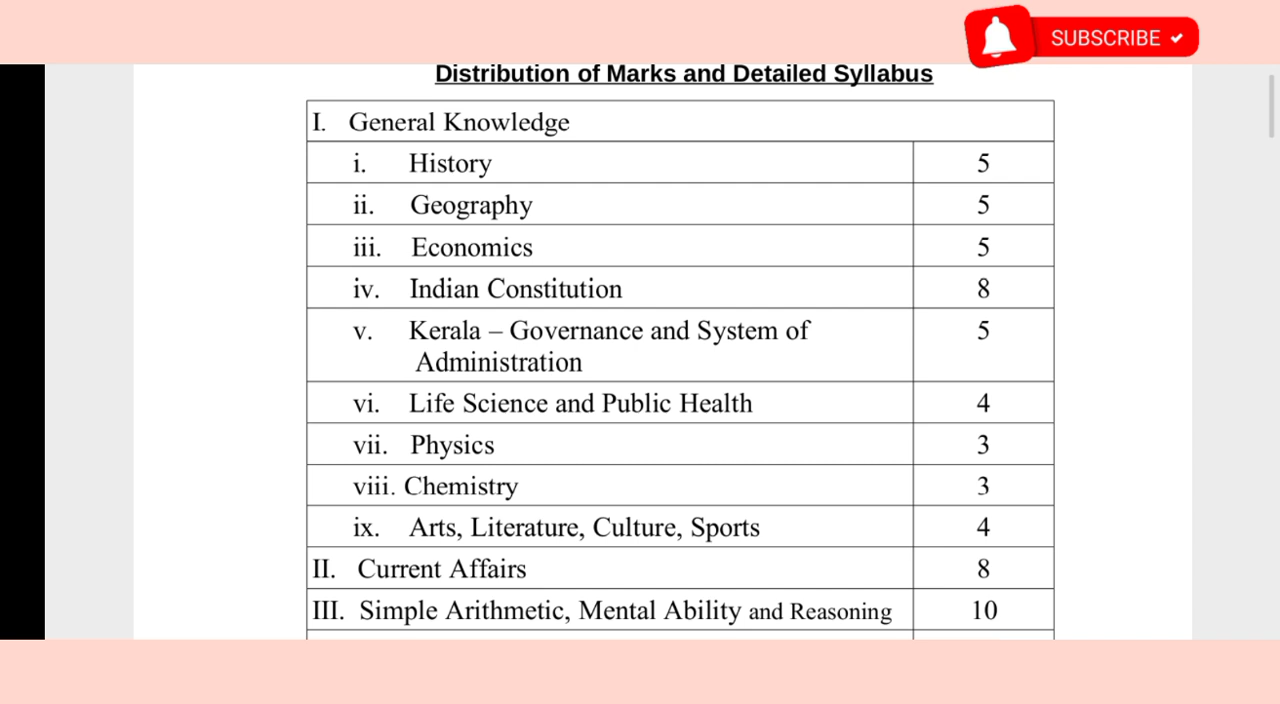 SUBSCRIBE
Distribution of Marks and Detailed Syllabus
I. General Knowledge
i. History 5
ii. Geography 5
iii. Economics 5
iv. Indian Constitution 8
v. Kerala – Governance and System of 5
Administration
vi. Life Science and Public Health 4
vii. Physics 3
viii. Chemistry 3
ix. Arts, Literature, Culture, Sports 4
II. Current Affairs 8
III. Simple Arithmetic, Mental Ability and Reasoning 10